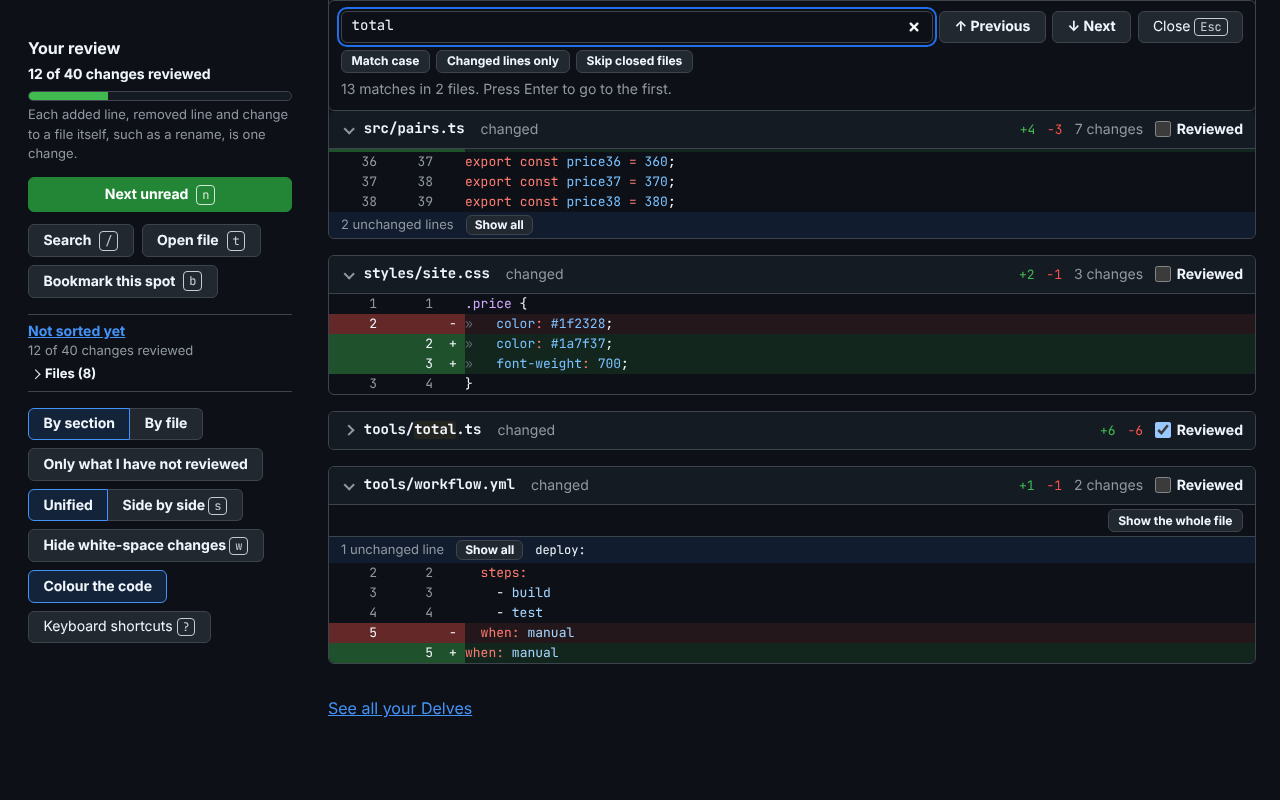 Your review
12 of 40 changes reviewed
Each added line, removed line and change
to a file itself, such as a rename, is one
change.
Next unread n
Search / Open file t
Bookmark this spot b
Not sorted yet
12 of 40 changes reviewed
Files (8)
By section By file
Only what I have not reviewed
Unified Side by side s
Hide white-space changes w
Colour the code
Keyboard shortcuts ?
total × ↑ Previous ↓ Next Close Esc
Match case Changed lines only Skip closed files
13 matches in 2 files. Press Enter to go to the first.
src/pairs.ts changed +4 -3 7 changes Reviewed
36 37 export const price36 = 360;
37 38 export const price37 = 370;
38 39 export const price38 = 380;
2 unchanged lines Show all
styles/site.css changed +2 -1 3 changes Reviewed
1 1 .price {
2 - » color: #1f2328;
2 + » color: #1a7f37;
3 + » font-weight: 700;
3 4 }
tools/total.ts changed +6 -6 Reviewed
tools/workflow.yml changed +1 -1 2 changes Reviewed
Show the whole file
1 unchanged line Show all deploy:
2 2 steps:
3 3 - build
4 4 - test
5 - when: manual
5 + when: manual
See all your Delves